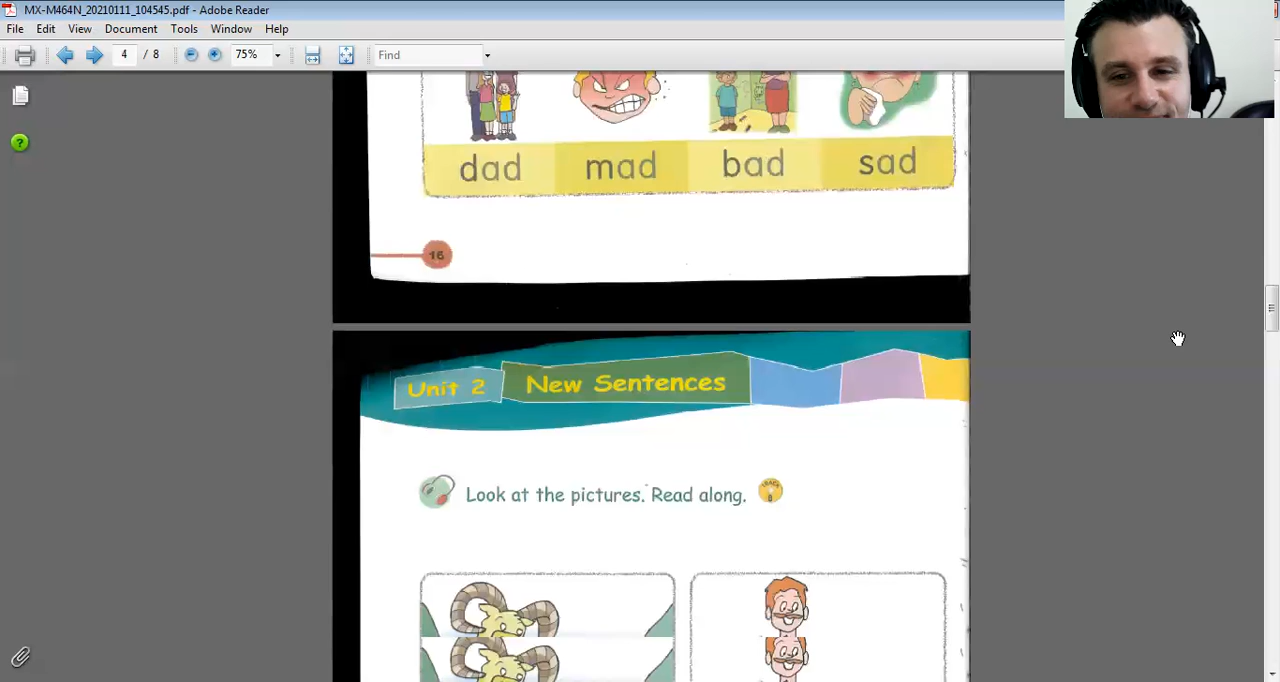 MX-M464N_20210111_104545.pdf - Adobe Reader
File Edit View Document Tools Window Help
4 / 8 75% Find
dad mad bad sad
16
Unit 2 New Sentences
Look at the pictures. Read along.